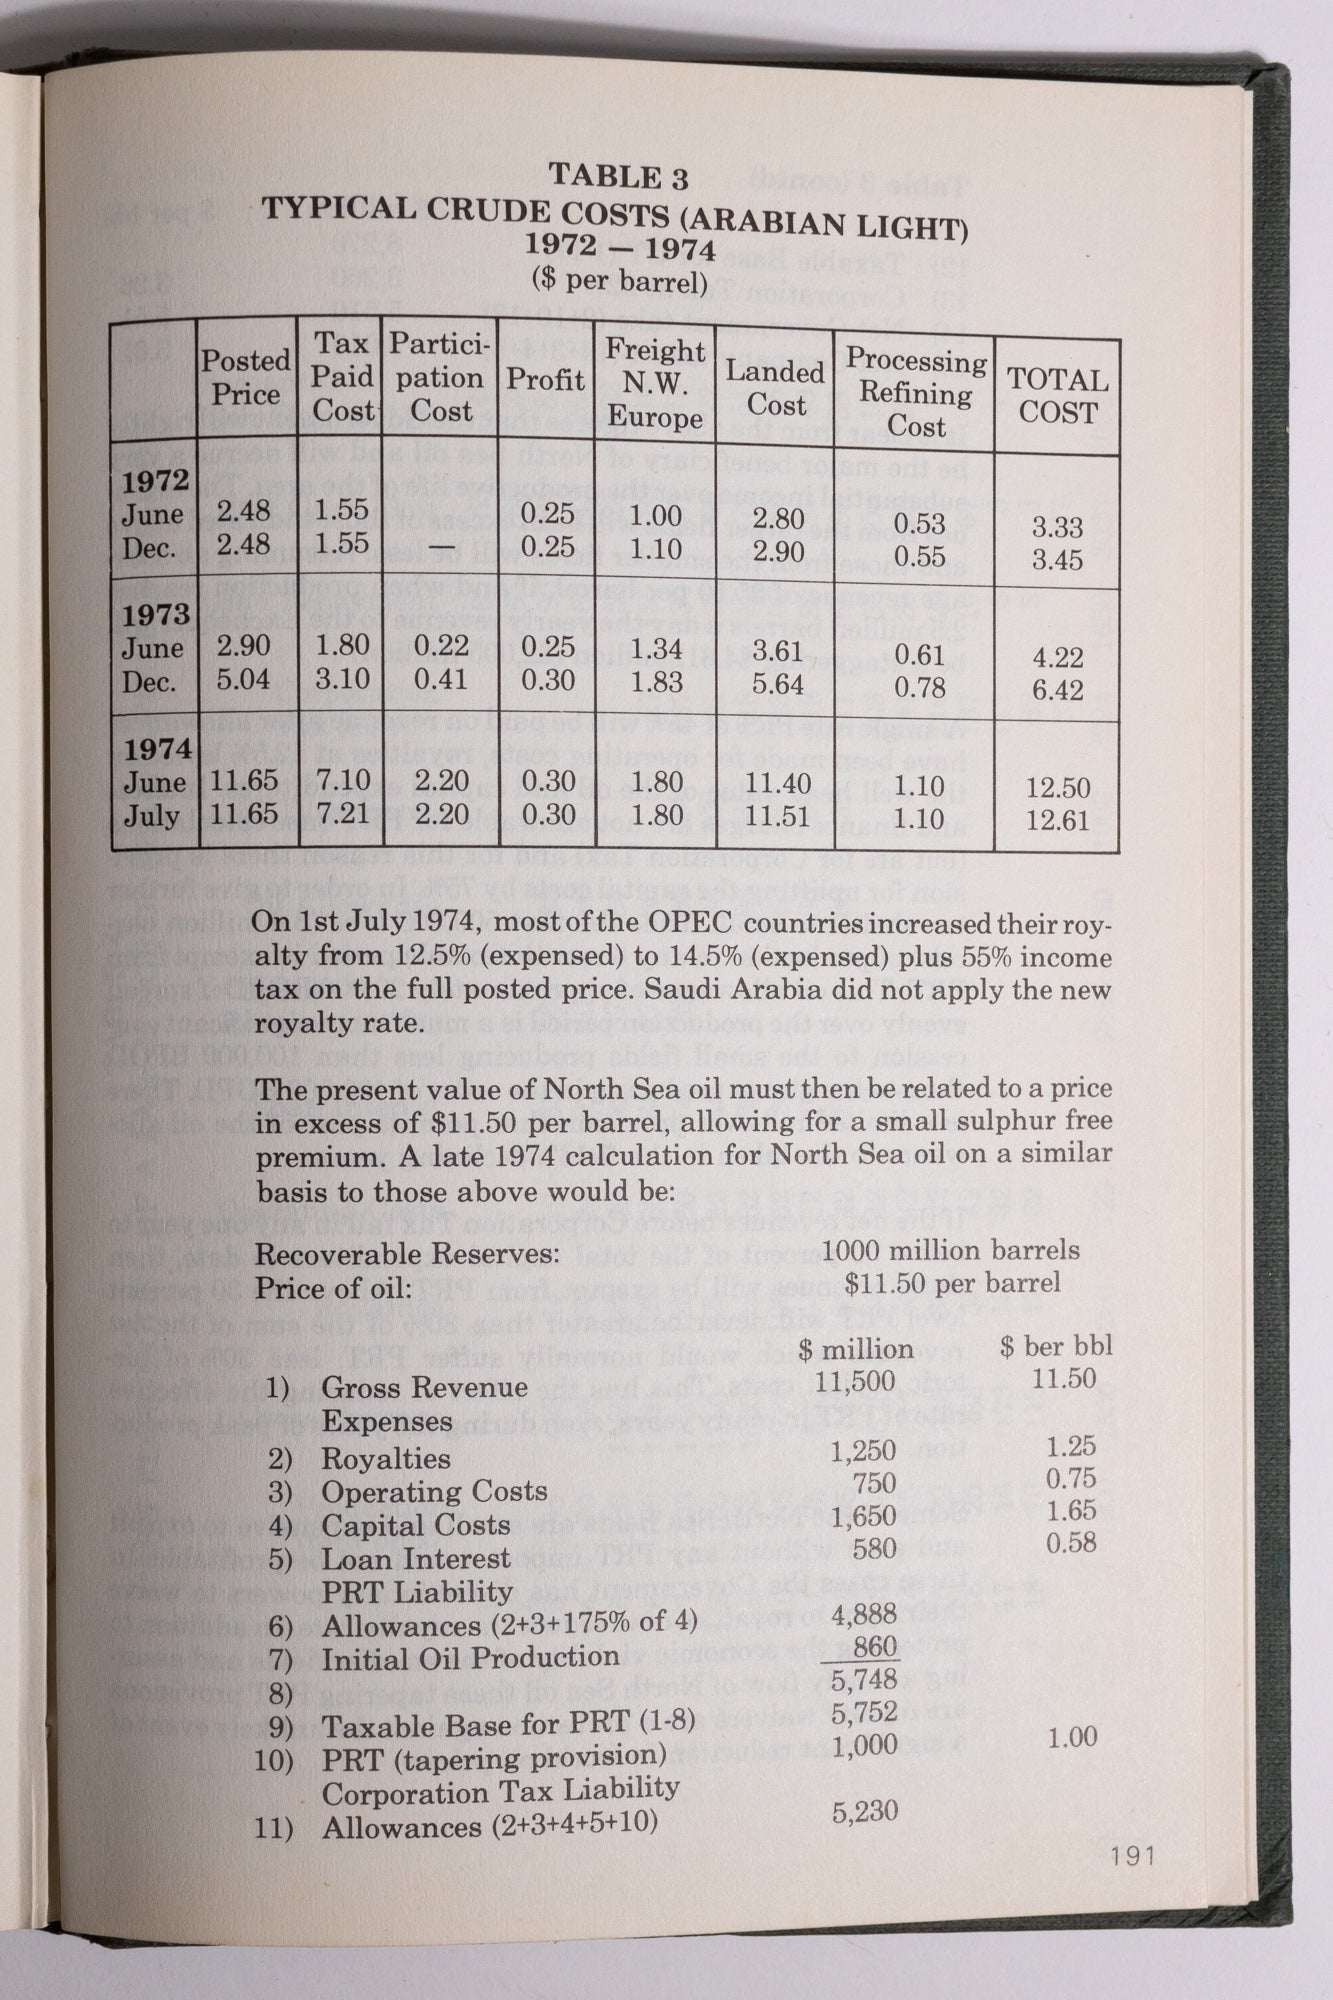 TABLE 3
TYPICAL CRUDE COSTS (ARABIAN LIGHT)
1972 — 1974
($ per barrel)
Posted Price | Tax Paid Cost | Partici-pation Cost | Profit | Freight N.W. Europe | Landed Cost | Processing Refining Cost | TOTAL COST
1972
June 2.48 1.55 0.25 1.00 2.80 0.53 3.33
Dec. 2.48 1.55 — 0.25 1.10 2.90 0.55 3.45
1973
June 2.90 1.80 0.22 0.25 1.34 3.61 0.61 4.22
Dec. 5.04 3.10 0.41 0.30 1.83 5.64 0.78 6.42
1974
June 11.65 7.10 2.20 0.30 1.80 11.40 1.10 12.50
July 11.65 7.21 2.20 0.30 1.80 11.51 1.10 12.61
On 1st July 1974, most of the OPEC countries increased their roy-
alty from 12.5% (expensed) to 14.5% (expensed) plus 55% income
tax on the full posted price. Saudi Arabia did not apply the new
royalty rate.
The present value of North Sea oil must then be related to a price
in excess of $11.50 per barrel, allowing for a small sulphur free
premium. A late 1974 calculation for North Sea oil on a similar
basis to those above would be:
Recoverable Reserves: 1000 million barrels
Price of oil: $11.50 per barrel
$ million $ ber bbl
1) Gross Revenue 11,500 11.50
Expenses
2) Royalties 1,250 1.25
3) Operating Costs 750 0.75
4) Capital Costs 1,650 1.65
5) Loan Interest 580 0.58
PRT Liability
6) Allowances (2+3+175% of 4) 4,888
7) Initial Oil Production 860
8) 5,748
9) Taxable Base for PRT (1-8) 5,752
10) PRT (tapering provision) 1,000 1.00
Corporation Tax Liability
11) Allowances (2+3+4+5+10) 5,230
191